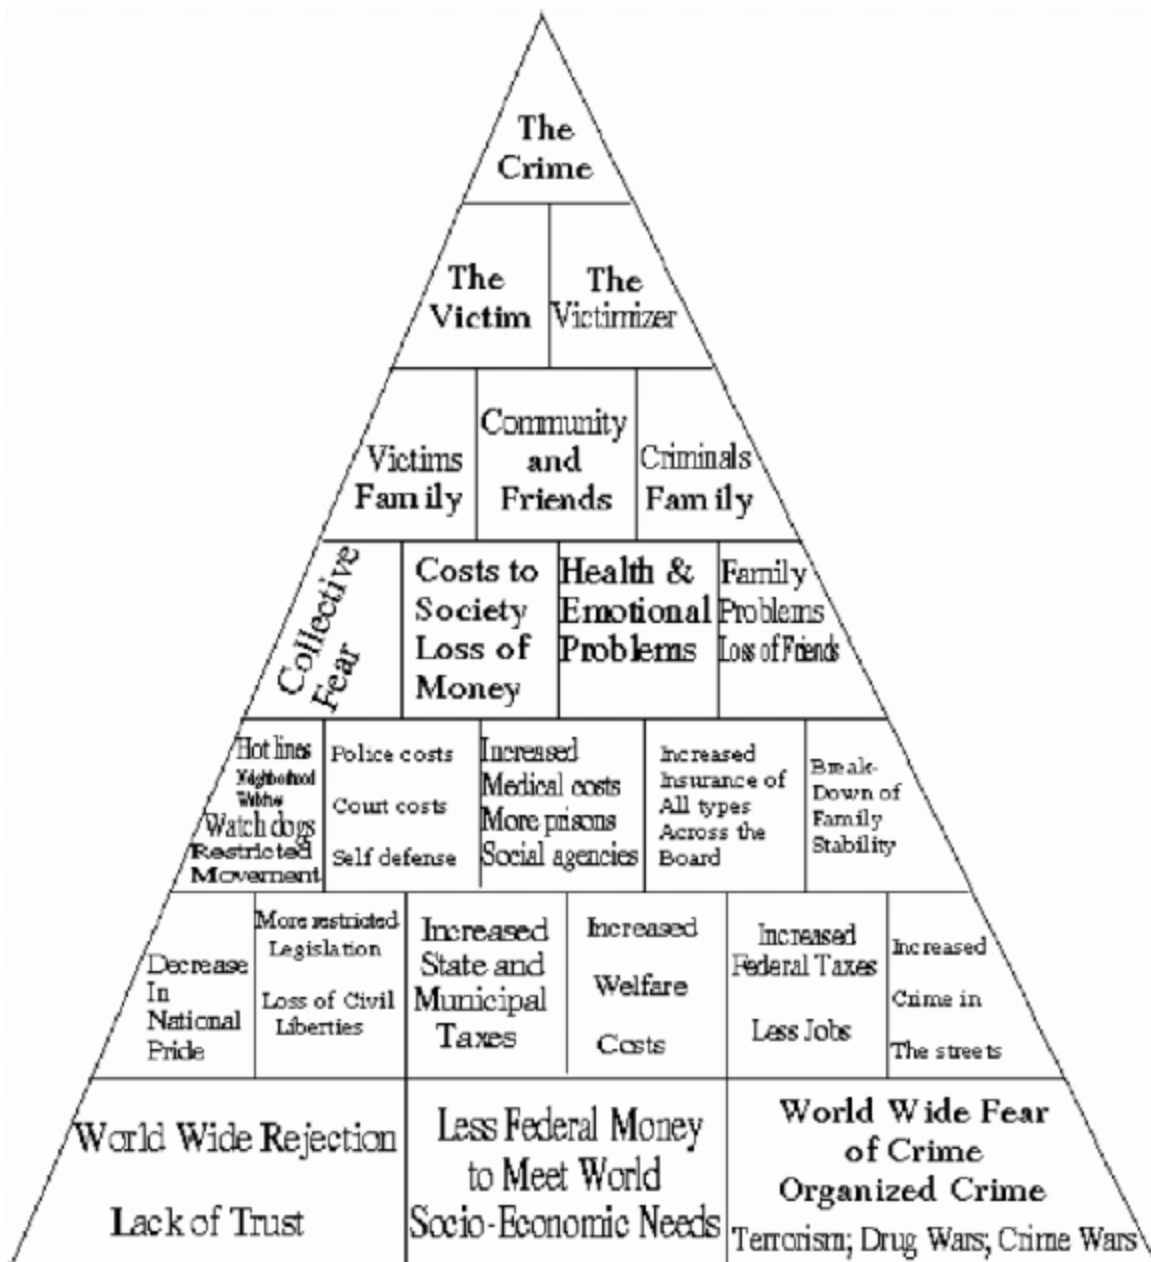 The
Crime
The
Victim
The
Victimizer
Victims
Family
Community
and
Friends
Criminals
Family
Collective
Fear
Costs to
Society
Loss of
Money
Health &
Emotional
Problems
Family
Problems
Loss of Friends
Hot lines
Neighborhood
Watches
Watch dogs
Restricted
Movement
Police costs
Court costs
Self defense
Increased
Medical costs
More prisons
Social agencies
Increased
Insurance of
All types
Across the
Board
Break-
Down of
Family
Stability
Decrease
In
National
Pride
More restricted
Legislation
Loss of Civil
Liberties
Increased
State and
Municipal
Taxes
Increased
Welfare
Costs
Increased
Federal Taxes
Less Jobs
Increased
Crime in
The streets
World Wide Rejection
Lack of Trust
Less Federal Money
to Meet World
Socio-Economic Needs
World Wide Fear
of Crime
Organized Crime
Terrorism; Drug Wars; Crime Wars